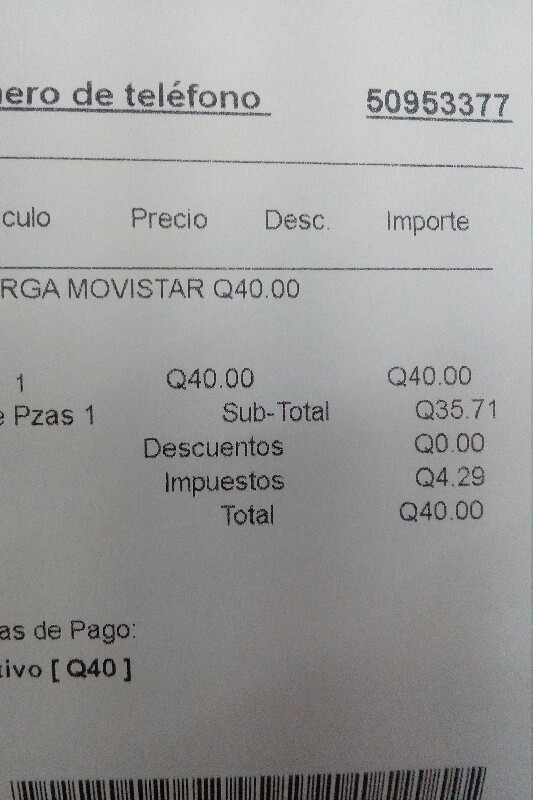 ero de teléfono 50953377
culo Precio Desc. Importe
RGA MOVISTAR Q40.00
1 Q40.00 Q40.00
e Pzas 1 Sub-Total Q35.71
Descuentos Q0.00
Impuestos Q4.29
Total Q40.00
as de Pago:
tivo [ Q40 ]